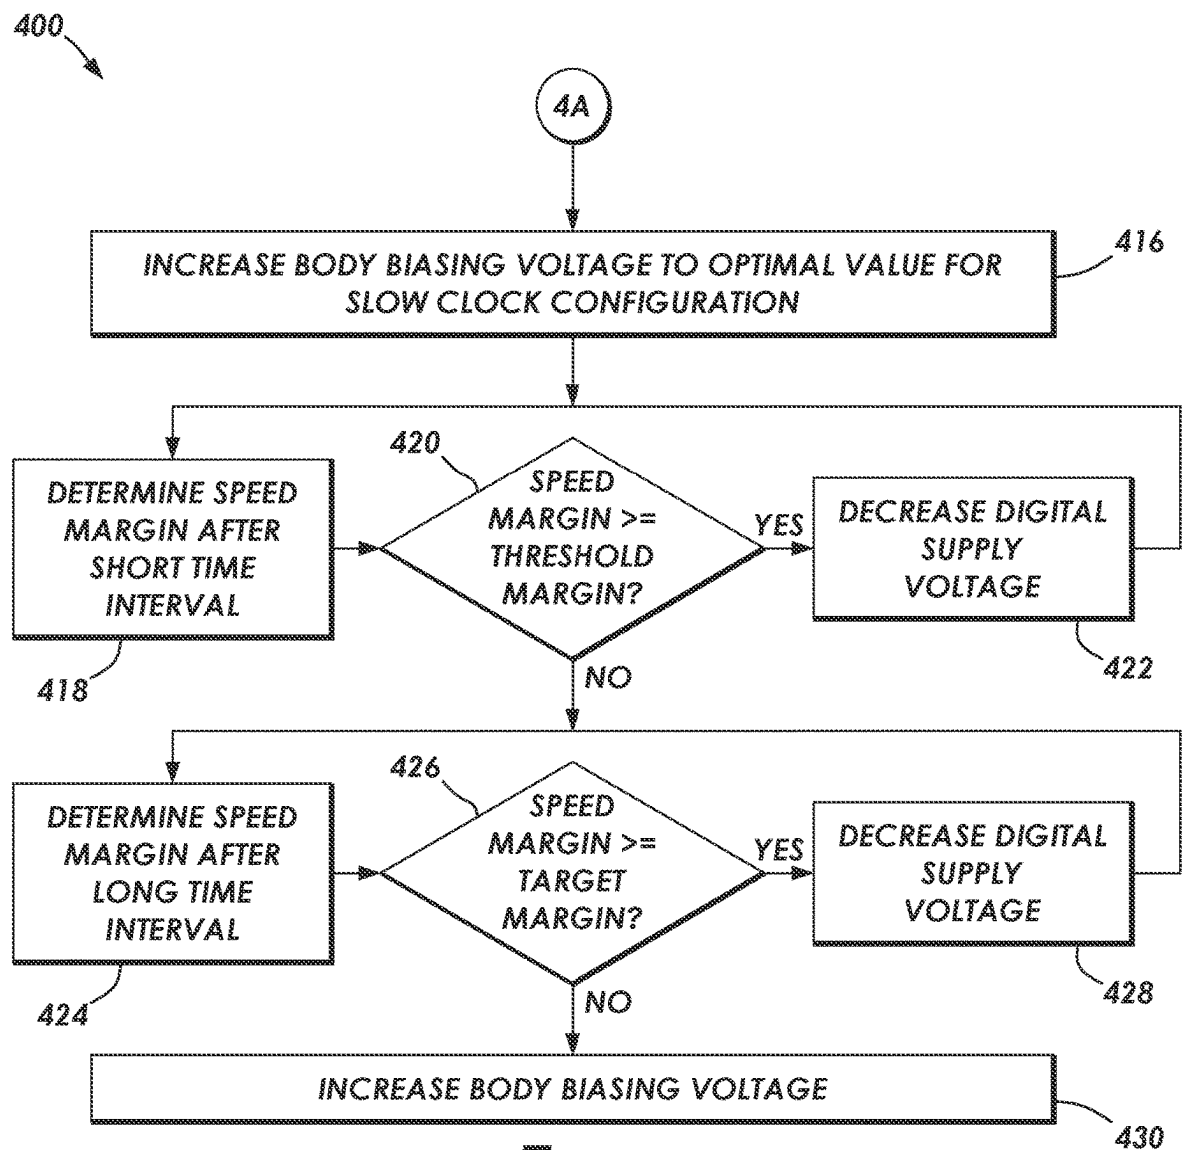 400
4A
INCREASE BODY BIASING VOLTAGE TO OPTIMAL VALUE FOR
SLOW CLOCK CONFIGURATION
416
DETERMINE SPEED
MARGIN AFTER
SHORT TIME
INTERVAL
418
420
SPEED
MARGIN >=
THRESHOLD
MARGIN?
YES
NO
DECREASE DIGITAL
SUPPLY
VOLTAGE
422
DETERMINE SPEED
MARGIN AFTER
LONG TIME
INTERVAL
424
426
SPEED
MARGIN >=
TARGET
MARGIN?
YES
NO
DECREASE DIGITAL
SUPPLY
VOLTAGE
428
INCREASE BODY BIASING VOLTAGE
430